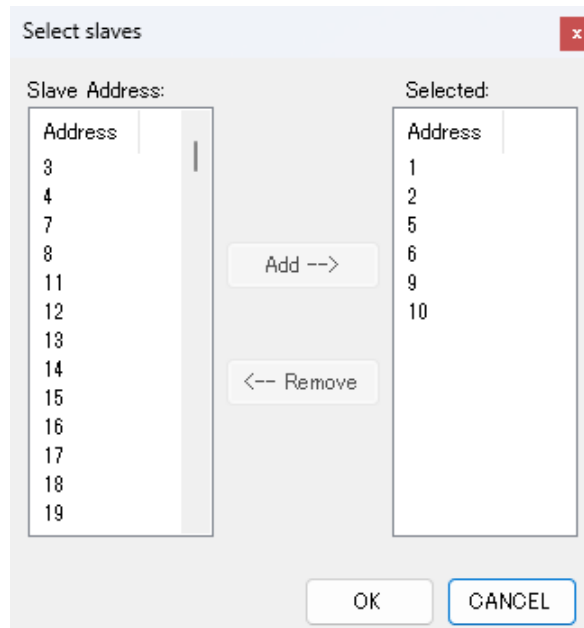 Select slaves
x
Slave Address:
Address
3
4
7
8
11
12
13
14
15
16
17
18
19
Add -->
<-- Remove
Selected:
Address
1
2
5
6
9
10
OK
CANCEL